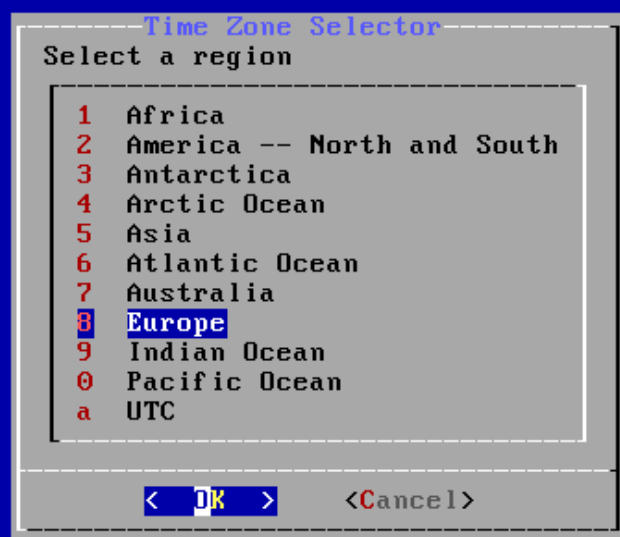 Time Zone Selector
Select a region
1 Africa
2 America -- North and South
3 Antarctica
4 Arctic Ocean
5 Asia
6 Atlantic Ocean
7 Australia
8 Europe
9 Indian Ocean
0 Pacific Ocean
a UTC
< OK > <Cancel>